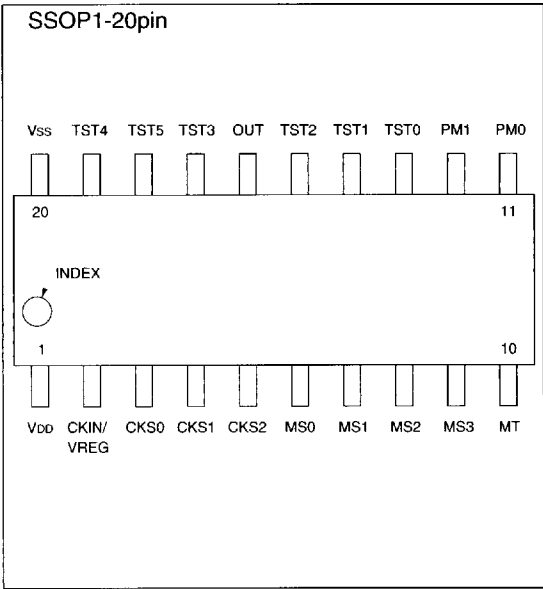 SSOP1-20pin
Vss TST4 TST5 TST3 OUT TST2 TST1 TST0 PM1 PM0
20 11
INDEX
1 10
VDD CKIN/ CKS0 CKS1 CKS2 MS0 MS1 MS2 MS3 MT
VREG